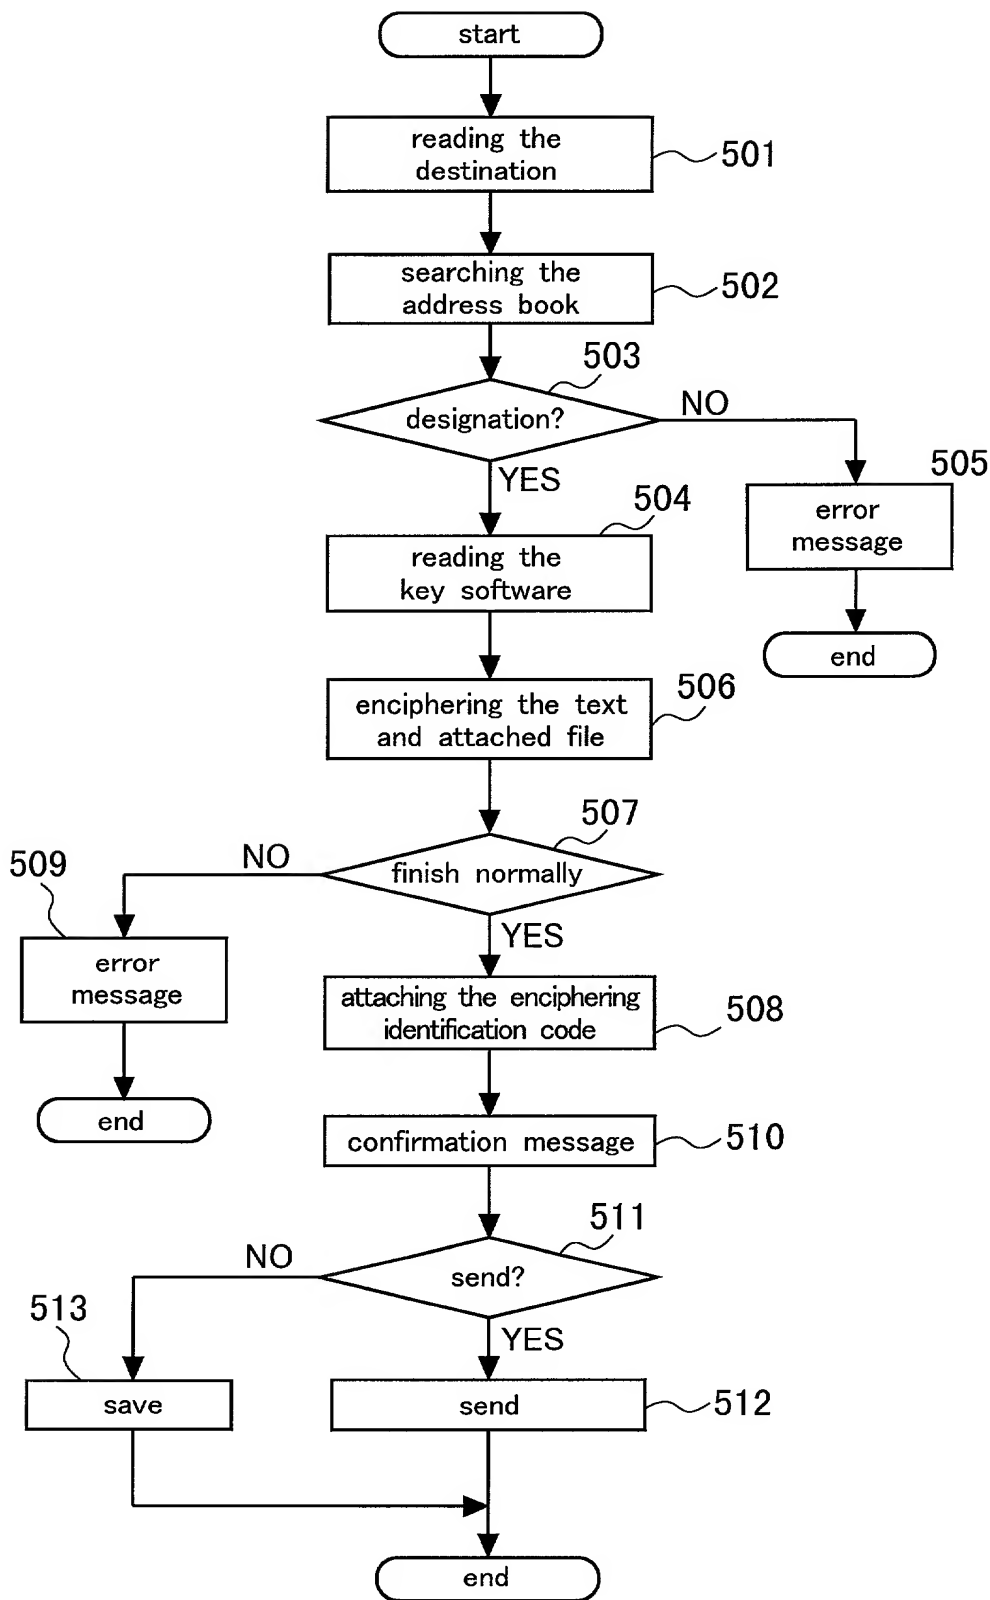 start
reading the
destination
501
searching the
address book
502
503
designation?
NO
YES
505
error
message
end
504
reading the
key software
enciphering the text
and attached file
506
507
finish normally
NO
YES
509
error
message
end
attaching the enciphering
identification code
508
confirmation message
510
511
send?
NO
YES
513
save
send
512
end